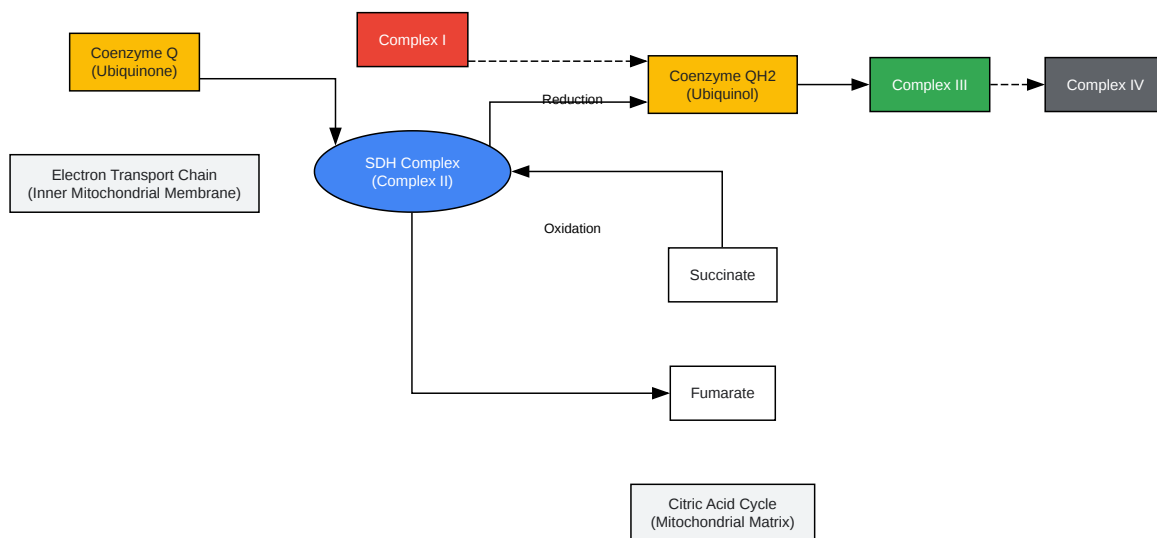 Complex I
Coenzyme Q
(Ubiquinone)
Coenzyme QH2
(Ubiquinol)
Complex III
Complex IV
Reduction
SDH Complex
(Complex II)
Electron Transport Chain
(Inner Mitochondrial Membrane)
Oxidation
Succinate
Fumarate
Citric Acid Cycle
(Mitochondrial Matrix)